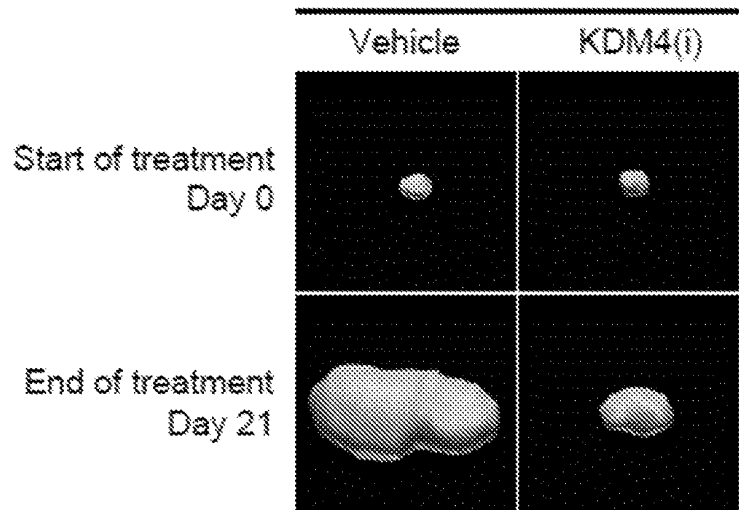 Vehicle KDM4(i)
Start of treatment
Day 0
End of treatment
Day 21